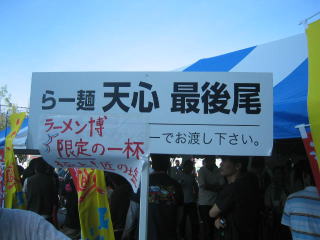 らー麺 天心 最後尾
ラーメン博
限定の一杯
ーでお渡し下さい。